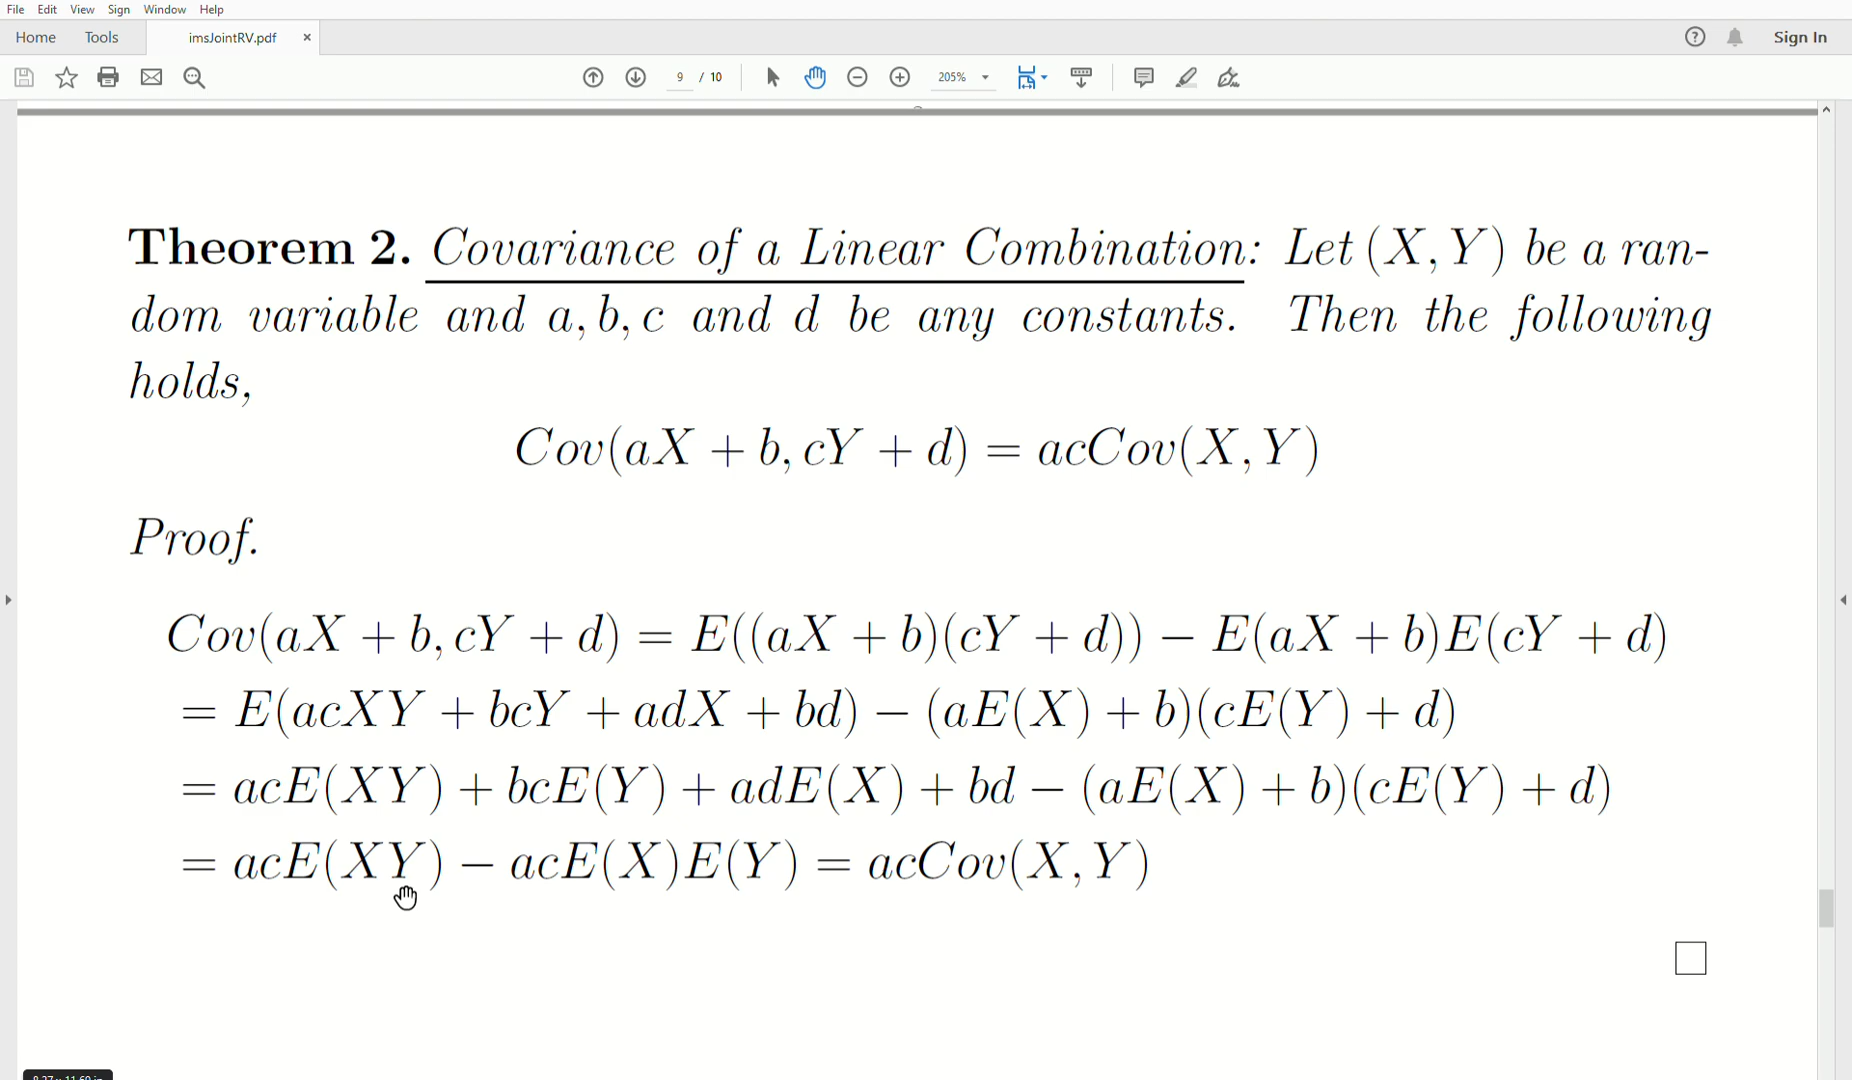 File Edit View Sign Window Help
Home Tools imsJointRV.pdf × ? Sign In
9 / 10 205%
Theorem 2. Covariance of a Linear Combination: Let (X, Y) be a ran-
dom variable and a, b, c and d be any constants. Then the following
holds,
Cov(aX + b, cY + d) = acCov(X, Y)
Proof.
Cov(aX + b, cY + d) = E((aX + b)(cY + d)) − E(aX + b)E(cY + d)
= E(acXY + bcY + adX + bd) − (aE(X) + b)(cE(Y) + d)
= acE(XY) + bcE(Y) + adE(X) + bd − (aE(X) + b)(cE(Y) + d)
= acE(XY) − acE(X)E(Y) = acCov(X, Y)